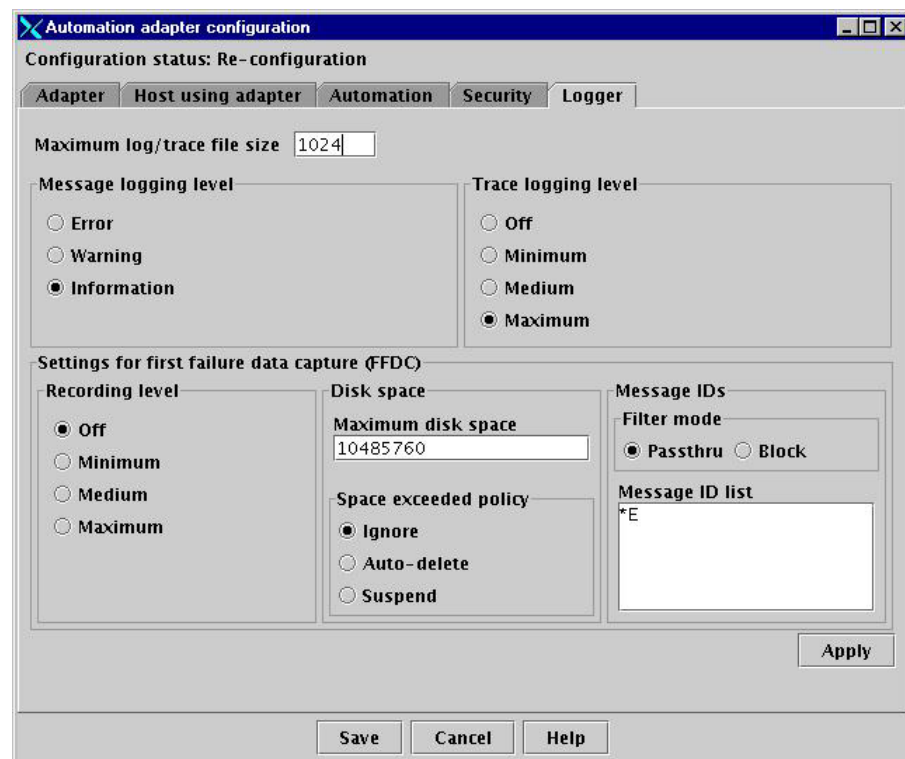 Automation adapter configuration
Configuration status: Re-configuration
Adapter Host using adapter Automation Security Logger
Maximum log/trace file size 1024
Message logging level
Error
Warning
Information
Trace logging level
Off
Minimum
Medium
Maximum
Settings for first failure data capture (FFDC)
Recording level
Off
Minimum
Medium
Maximum
Disk space
Maximum disk space
10485760
Space exceeded policy
Ignore
Auto-delete
Suspend
Message IDs
Filter mode
Passthru Block
Message ID list
*E
Apply
Save Cancel Help